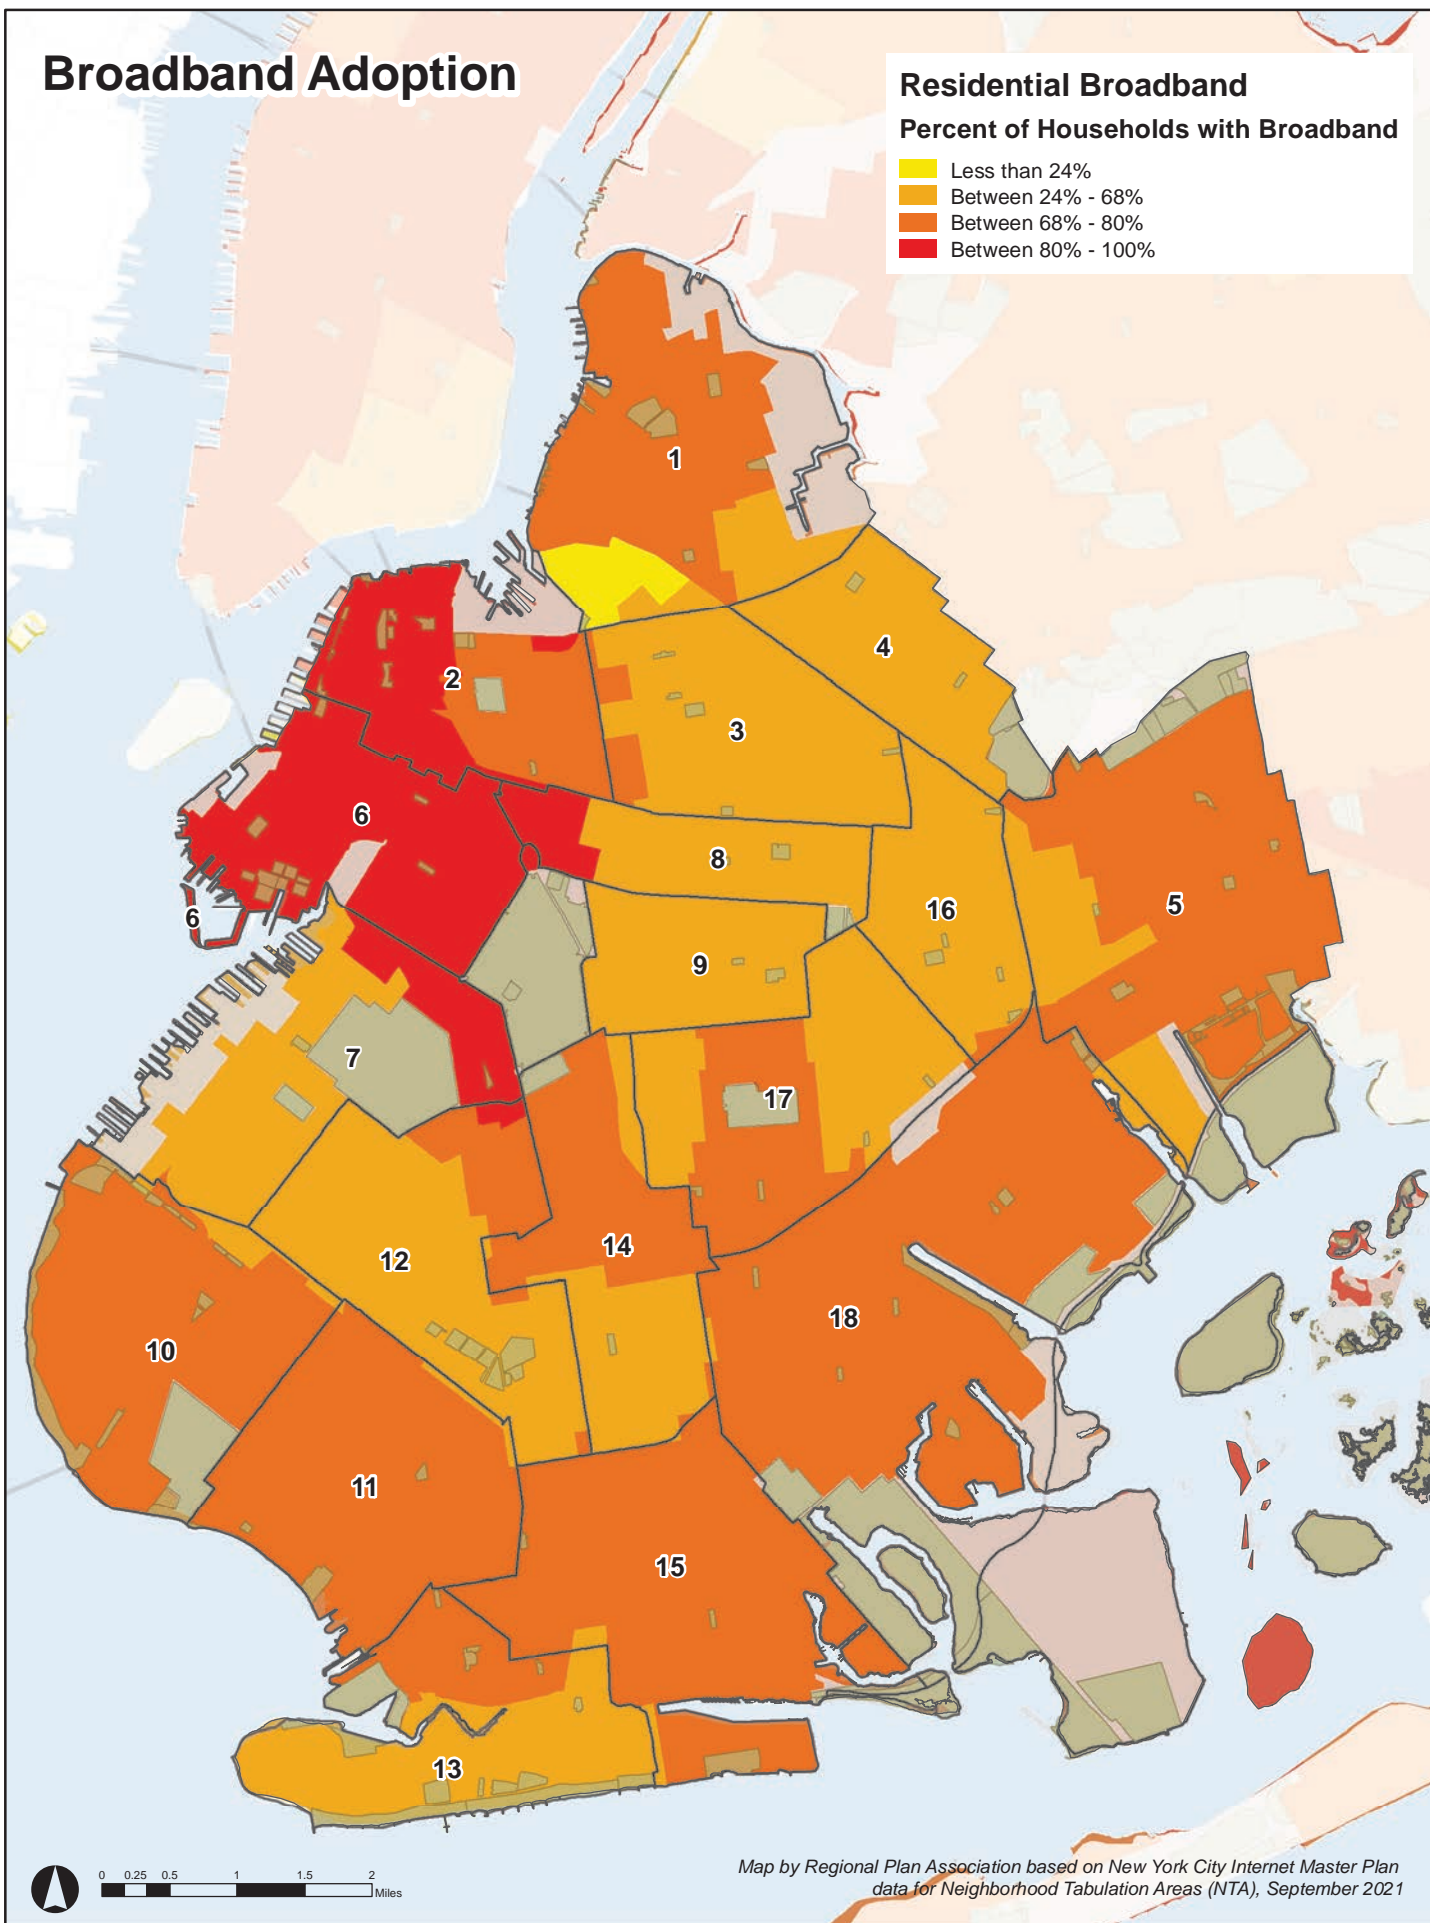 Broadband Adoption
Residential Broadband
Percent of Households with Broadband
Less than 24%
Between 24% - 68%
Between 68% - 80%
Between 80% - 100%
1
2
4
3
6
8
5
16
6
9
7
17
14
12
18
10
11
15
13
0 0.25 0.5 1 1.5 2
Miles
Map by Regional Plan Association based on New York City Internet Master Plan
data for Neighborhood Tabulation Areas (NTA), September 2021